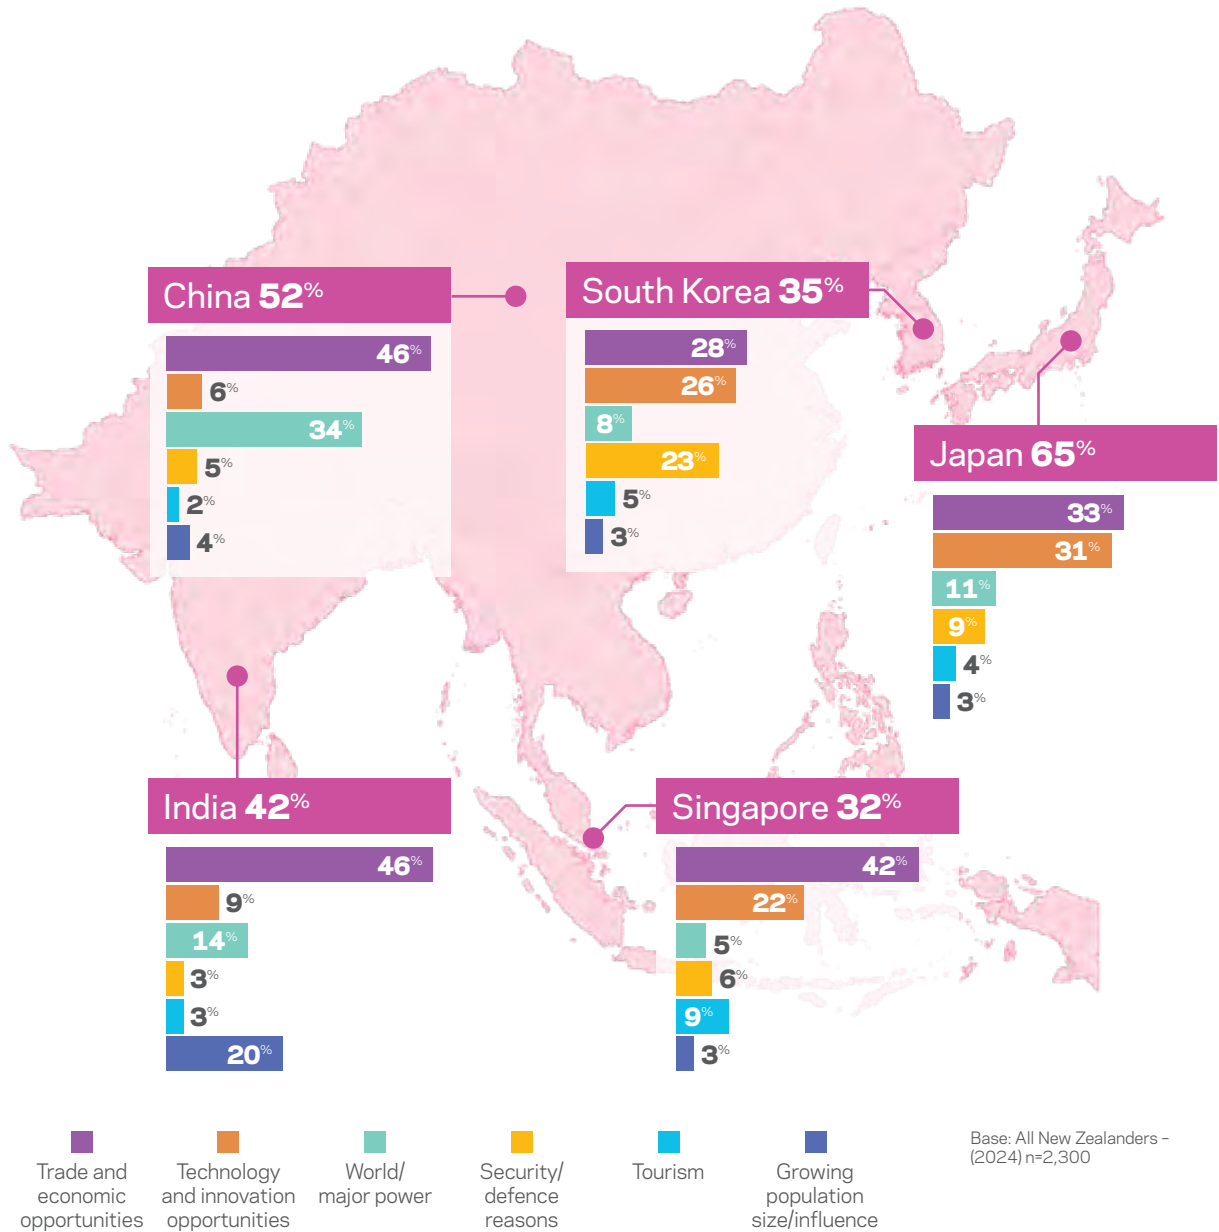 China 52%
46%
6%
34%
5%
2%
4%
South Korea 35%
28%
26%
8%
23%
5%
3%
Japan 65%
33%
31%
11%
9%
4%
3%
India 42%
46%
9%
14%
3%
3%
20%
Singapore 32%
42%
22%
5%
6%
9%
3%
Trade and
economic
opportunities
Technology
and innovation
opportunities
World/
major power
Security/
defence
reasons
Tourism
Growing
population
size/influence
Base: All New Zealanders –
(2024) n=2,300